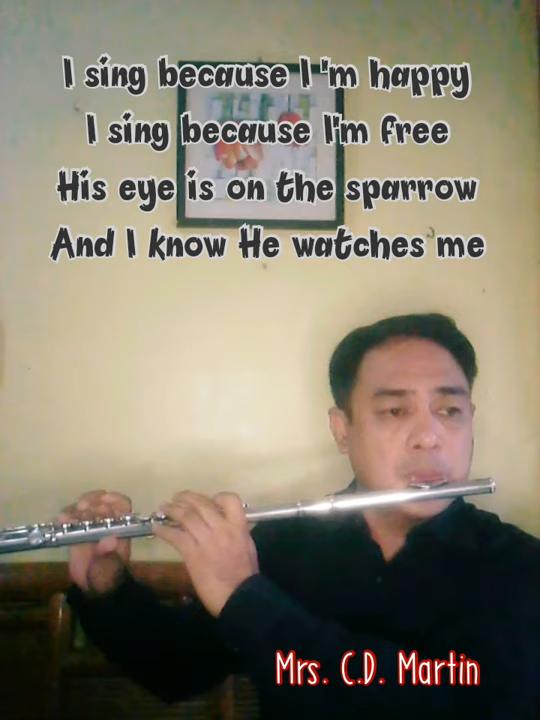 I sing because I 'm happy
I sing because I'm free
His eye is on the sparrow
And I know He watches me
Mrs. C.D. Martin